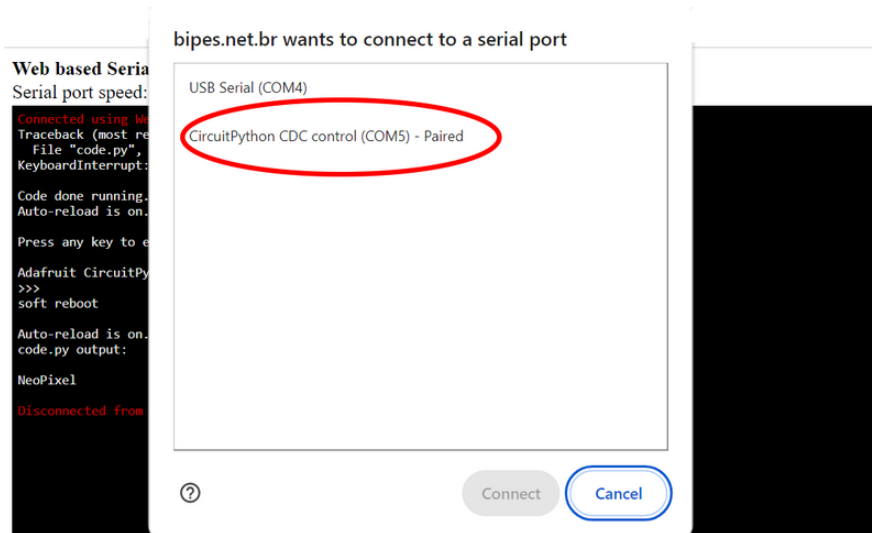 bipes.net.br wants to connect to a serial port
Web based Seria
Serial port speed:
USB Serial (COM4)
CircuitPython CDC control (COM5) - Paired
Connected using We
Traceback (most re
File "code.py",
KeyboardInterrupt:
Code done running.
Auto-reload is on.
Press any key to e
Adafruit CircuitPy
>>>
soft reboot
Auto-reload is on.
code.py output:
NeoPixel
Disconnected from
Connect
Cancel